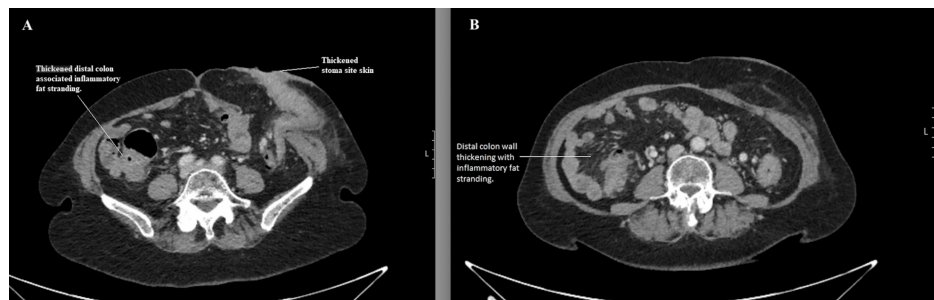 A
Thickened distal colon
associated inflammatory
fat stranding.
Thickened
stoma site skin
L
B
Distal colon wall
thickening with
inflammatory fat
stranding.
L